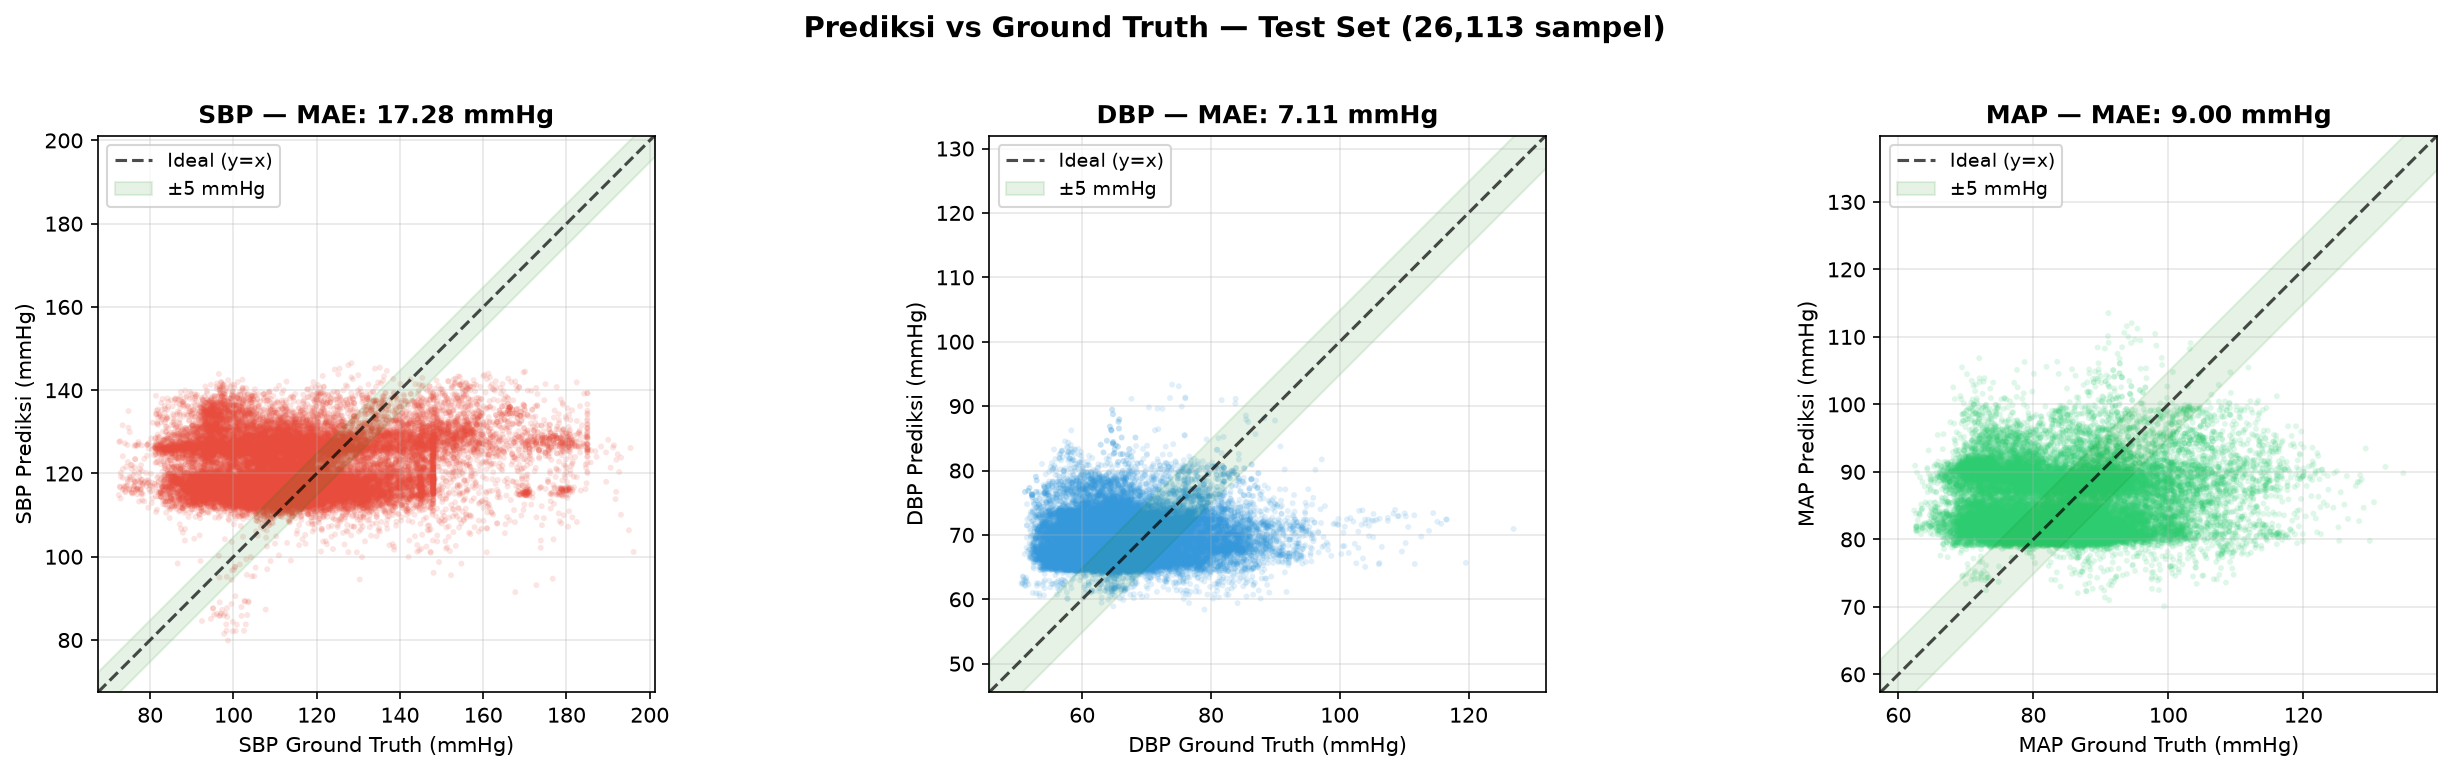 Prediksi vs Ground Truth — Test Set (26,113 sampel)
SBP — MAE: 17.28 mmHg
Ideal (y=x)
±5 mmHg
200
180
160
140
120
100
80
SBP Prediksi (mmHg)
80 100 120 140 160 180 200
SBP Ground Truth (mmHg)
DBP — MAE: 7.11 mmHg
Ideal (y=x)
±5 mmHg
130
120
110
100
90
80
70
60
50
DBP Prediksi (mmHg)
60 80 100 120
DBP Ground Truth (mmHg)
MAP — MAE: 9.00 mmHg
Ideal (y=x)
±5 mmHg
130
120
110
100
90
80
70
60
MAP Prediksi (mmHg)
60 80 100 120
MAP Ground Truth (mmHg)